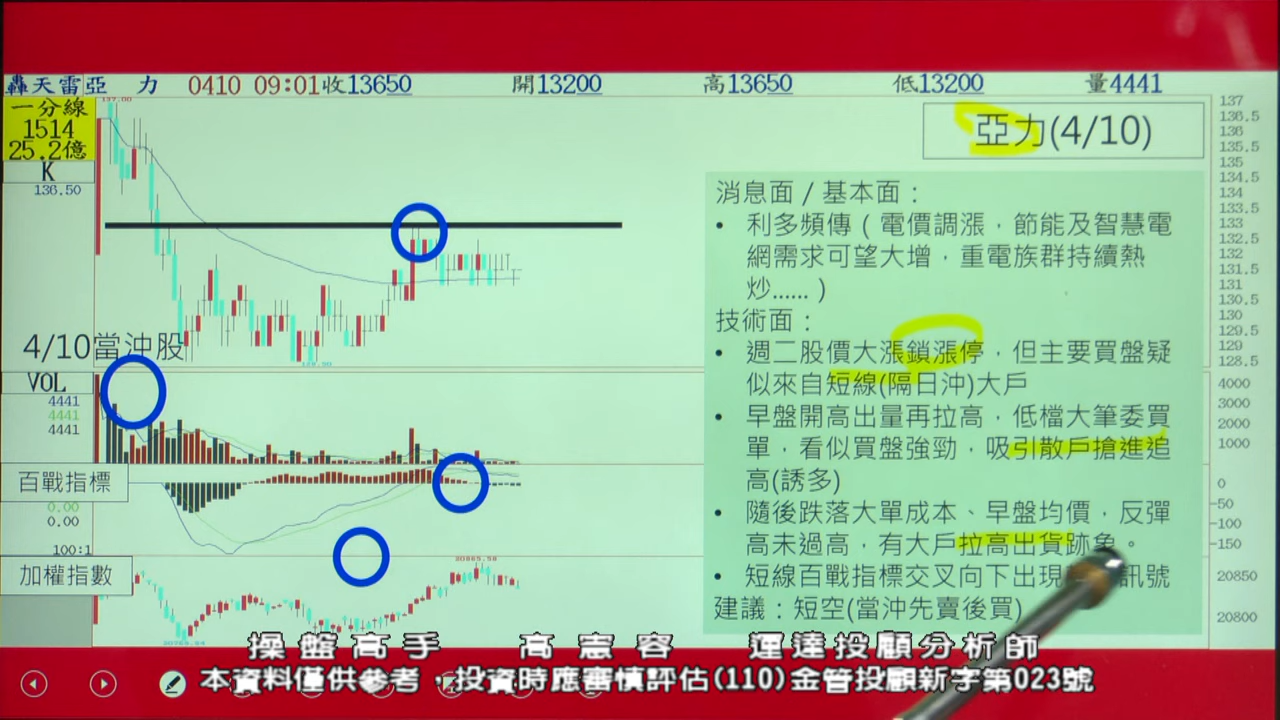 轟天雷亞 力 0410 09:01收13650 開13200 高13650 低13200 量4441
一分線
1514
25.2億
K
136.50
137.00
4/10當沖股
VOL
4441
4441
4441
百戰指標
0.00
0.00
100:1
加權指數
20865.58
亞力(4/10)
消息面/基本面:
• 利多頻傳(電價調漲,節能及智慧電
網需求可望大增,重電族群持續熱
炒......)
技術面:
• 週二股價大漲鎖漲停,但主要買盤疑
似來自短線(隔日沖)大戶
• 早盤開高出量再拉高,低檔大筆委買
單,看似買盤強勁,吸引散戶搶進追
高(誘多)
• 隨後跌落大單成本、早盤均價,反彈
高未過高,有大戶拉高出貨跡象。
• 短線百戰指標交叉向下出現 訊號
建議:短空(當沖先賣後買)
137
136.5
136
135.5
135
134.5
134
133.5
133
132.5
132
131.5
131
130.5
130
129.5
129
128.5
4000
3000
2000
1000
0
-50
-100
-150
20850
20800
操盤高手 高憲容 運達投顧分析師
本資料僅供參考,投資時應審慎評估(110)金管投顧新字第023號